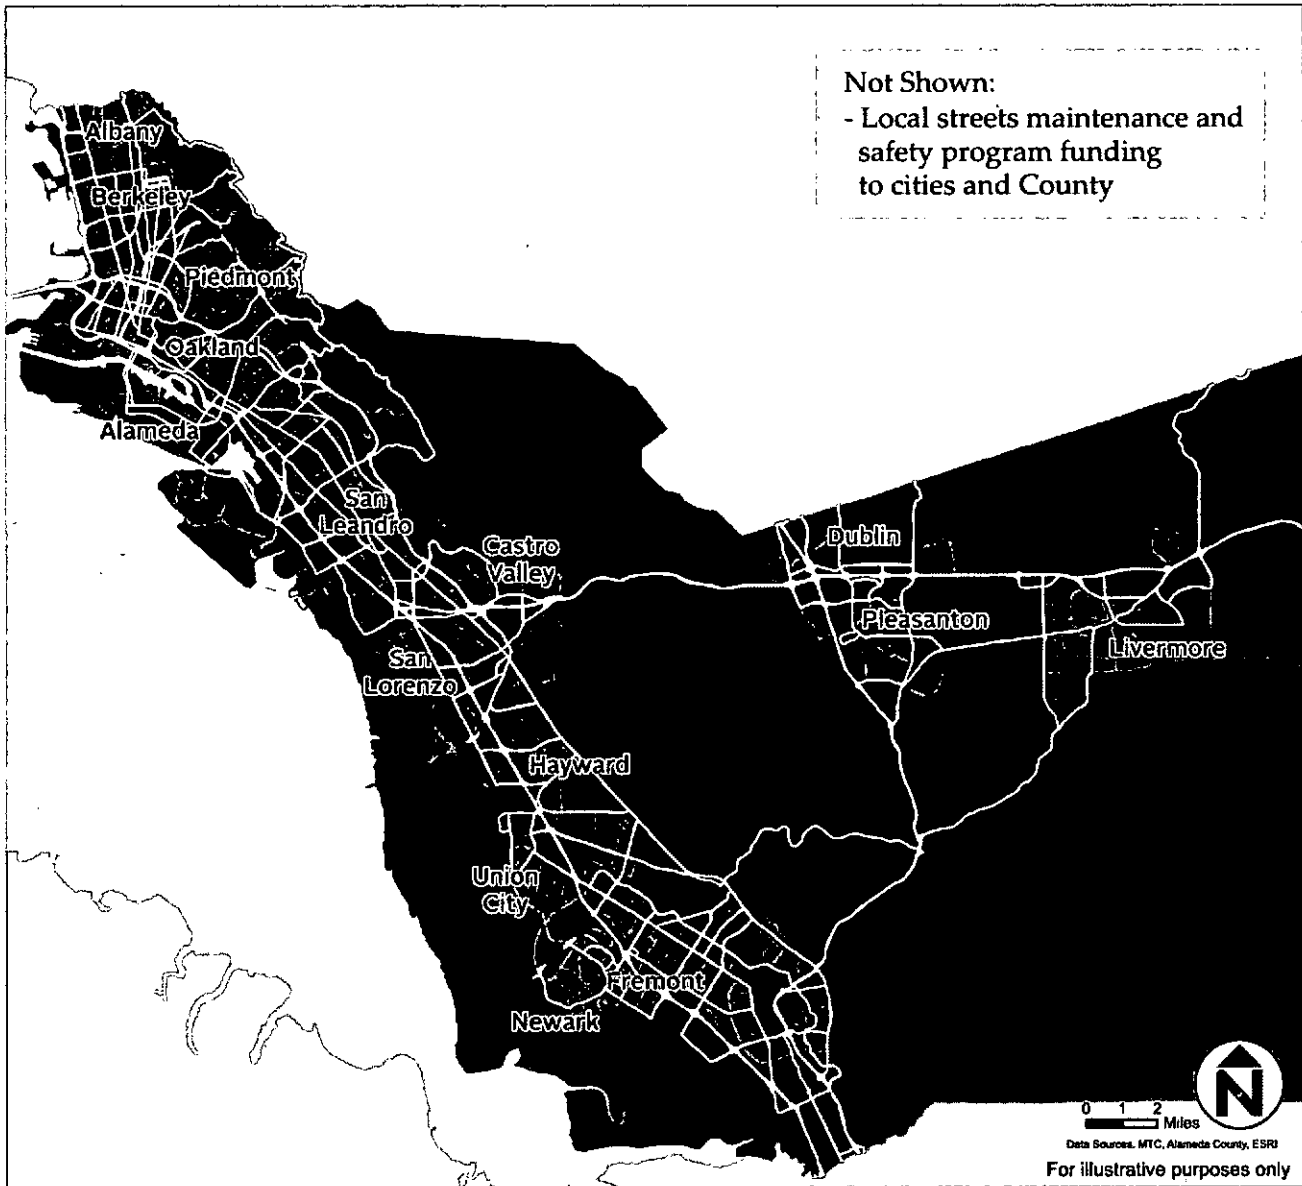 Not Shown:
- Local streets maintenance and
safety program funding
to cities and County
Albany
Berkeley
Piedmont
Oakland
Alameda
San
Leandro
Castro
Valley
Dublin
Pleasanton
Livermore
San
Lorenzo
Hayward
Union
City
Fremont
Newark
N
0 1 2
Miles
Data Sources. MTC, Alameda County, ESRI
For illustrative purposes only